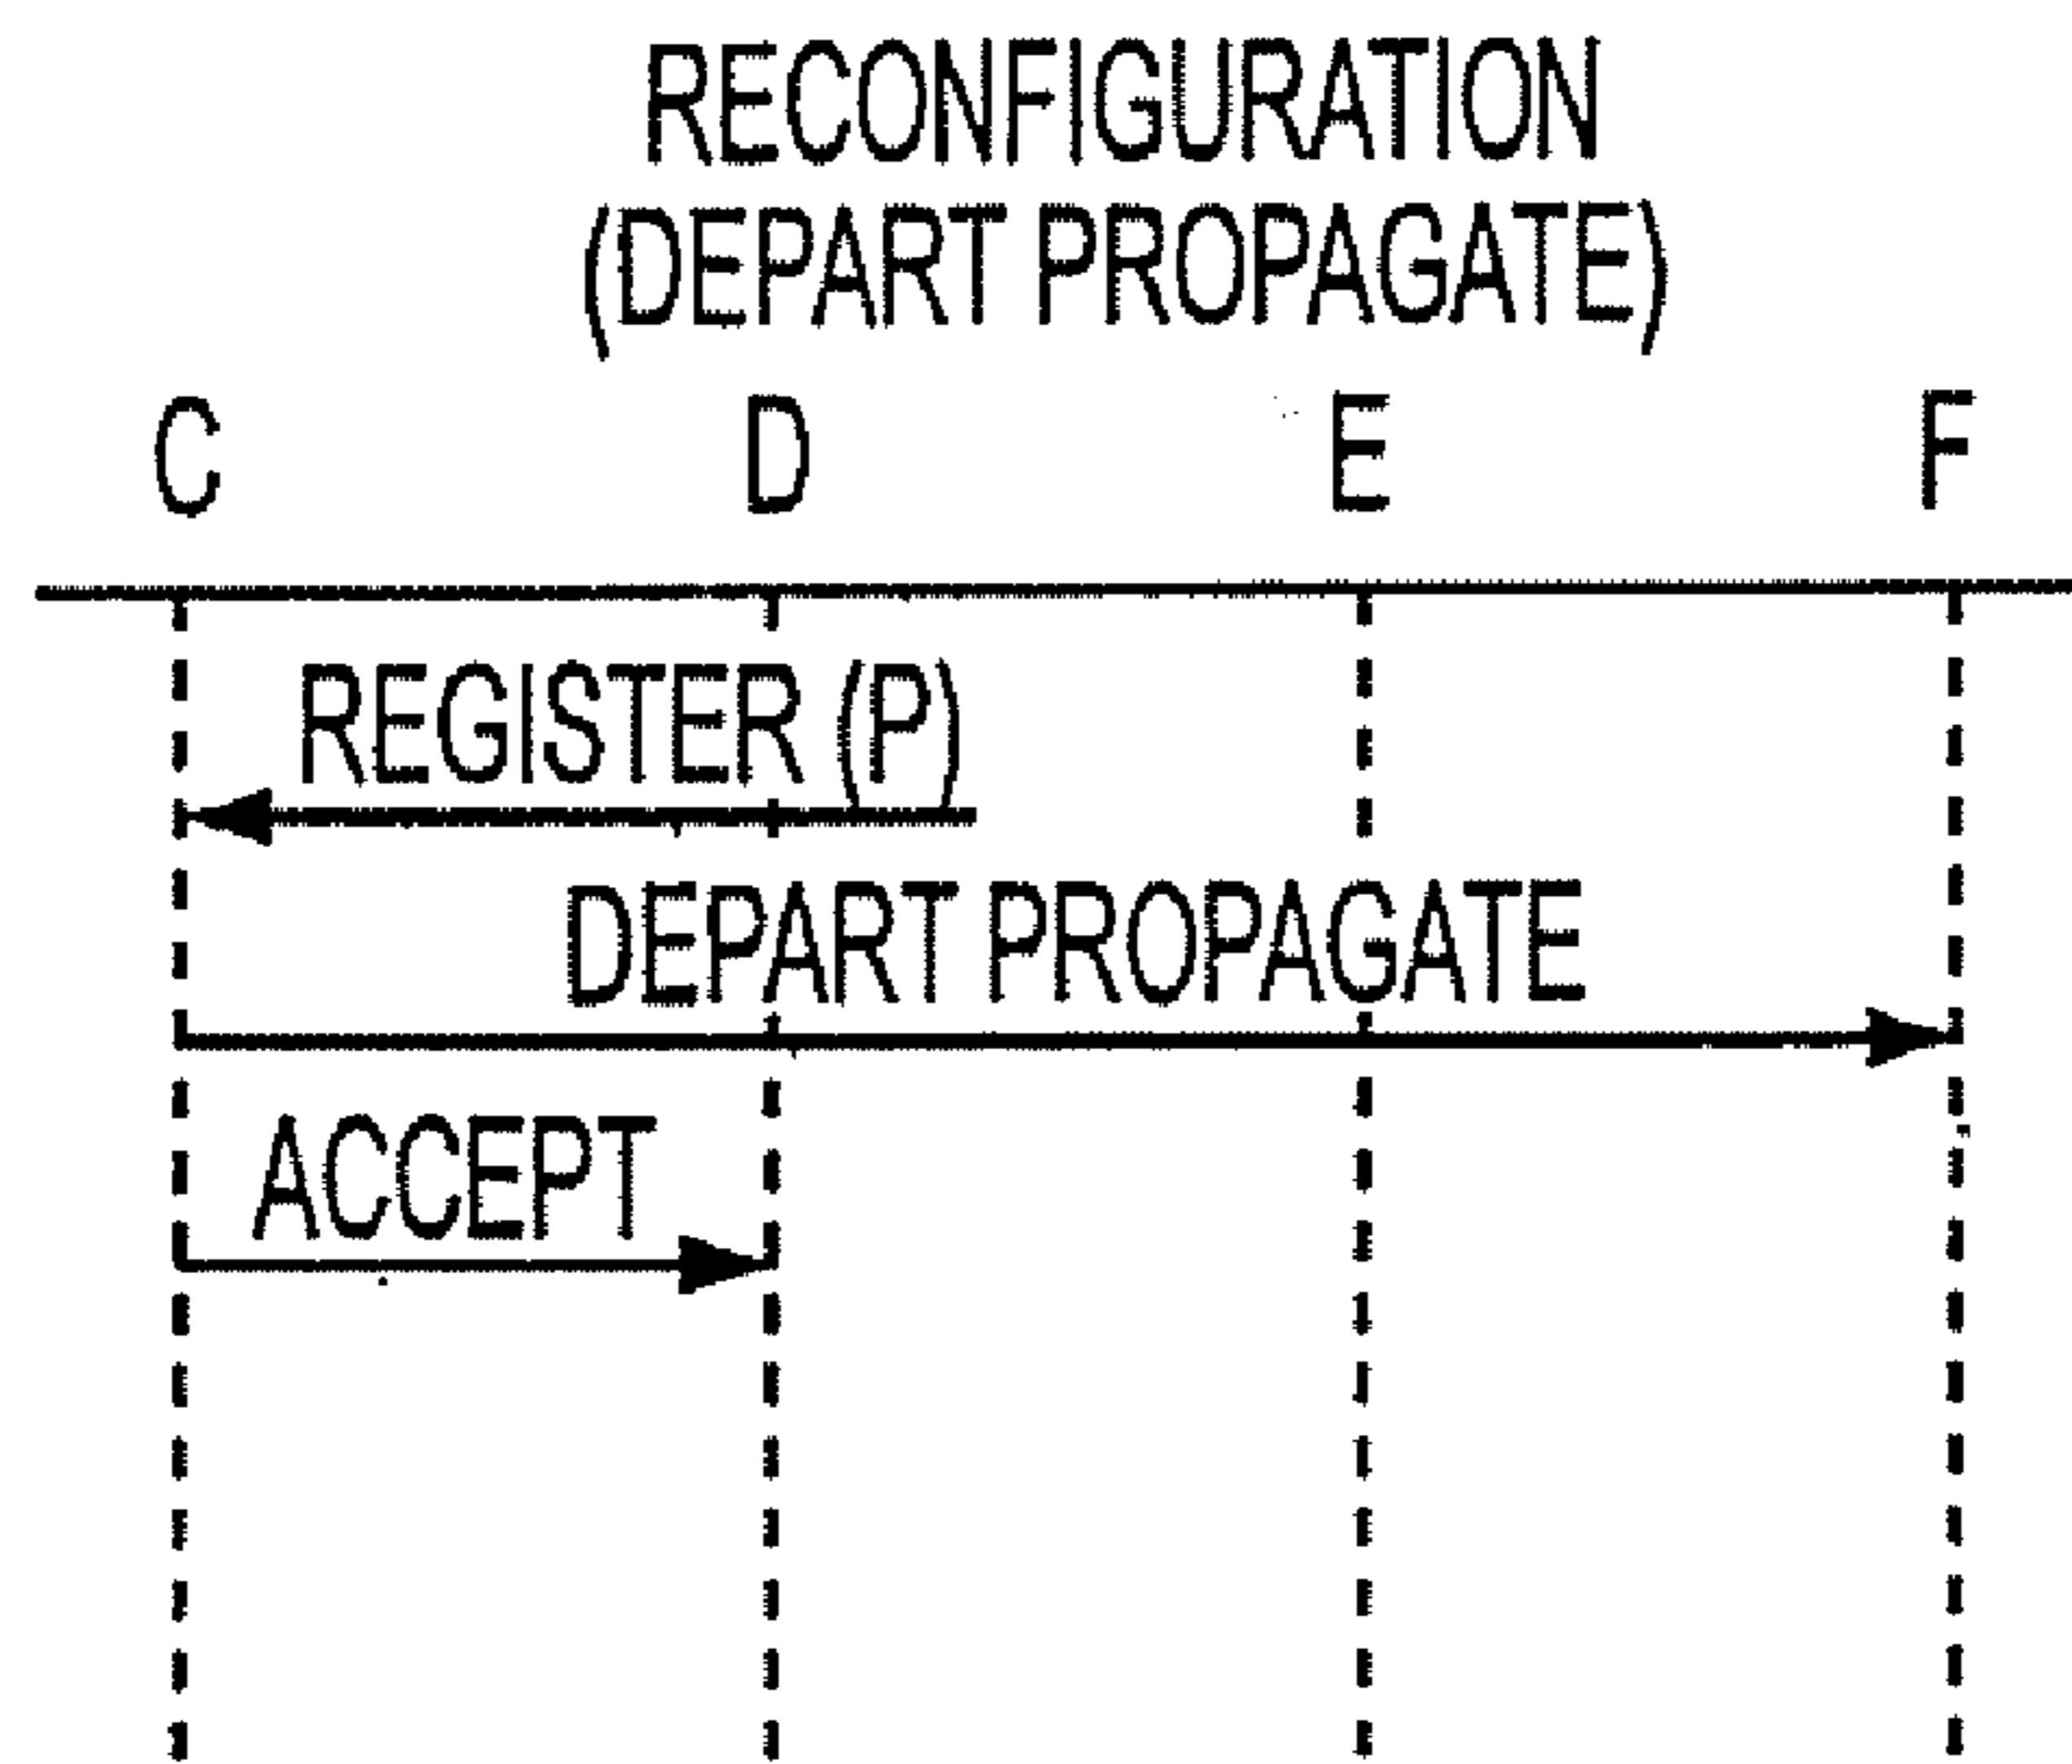 RECONFIGURATION
(DEPART PROPAGATE)
C D E F
REGISTER (P)
DEPART PROPAGATE
ACCEPT